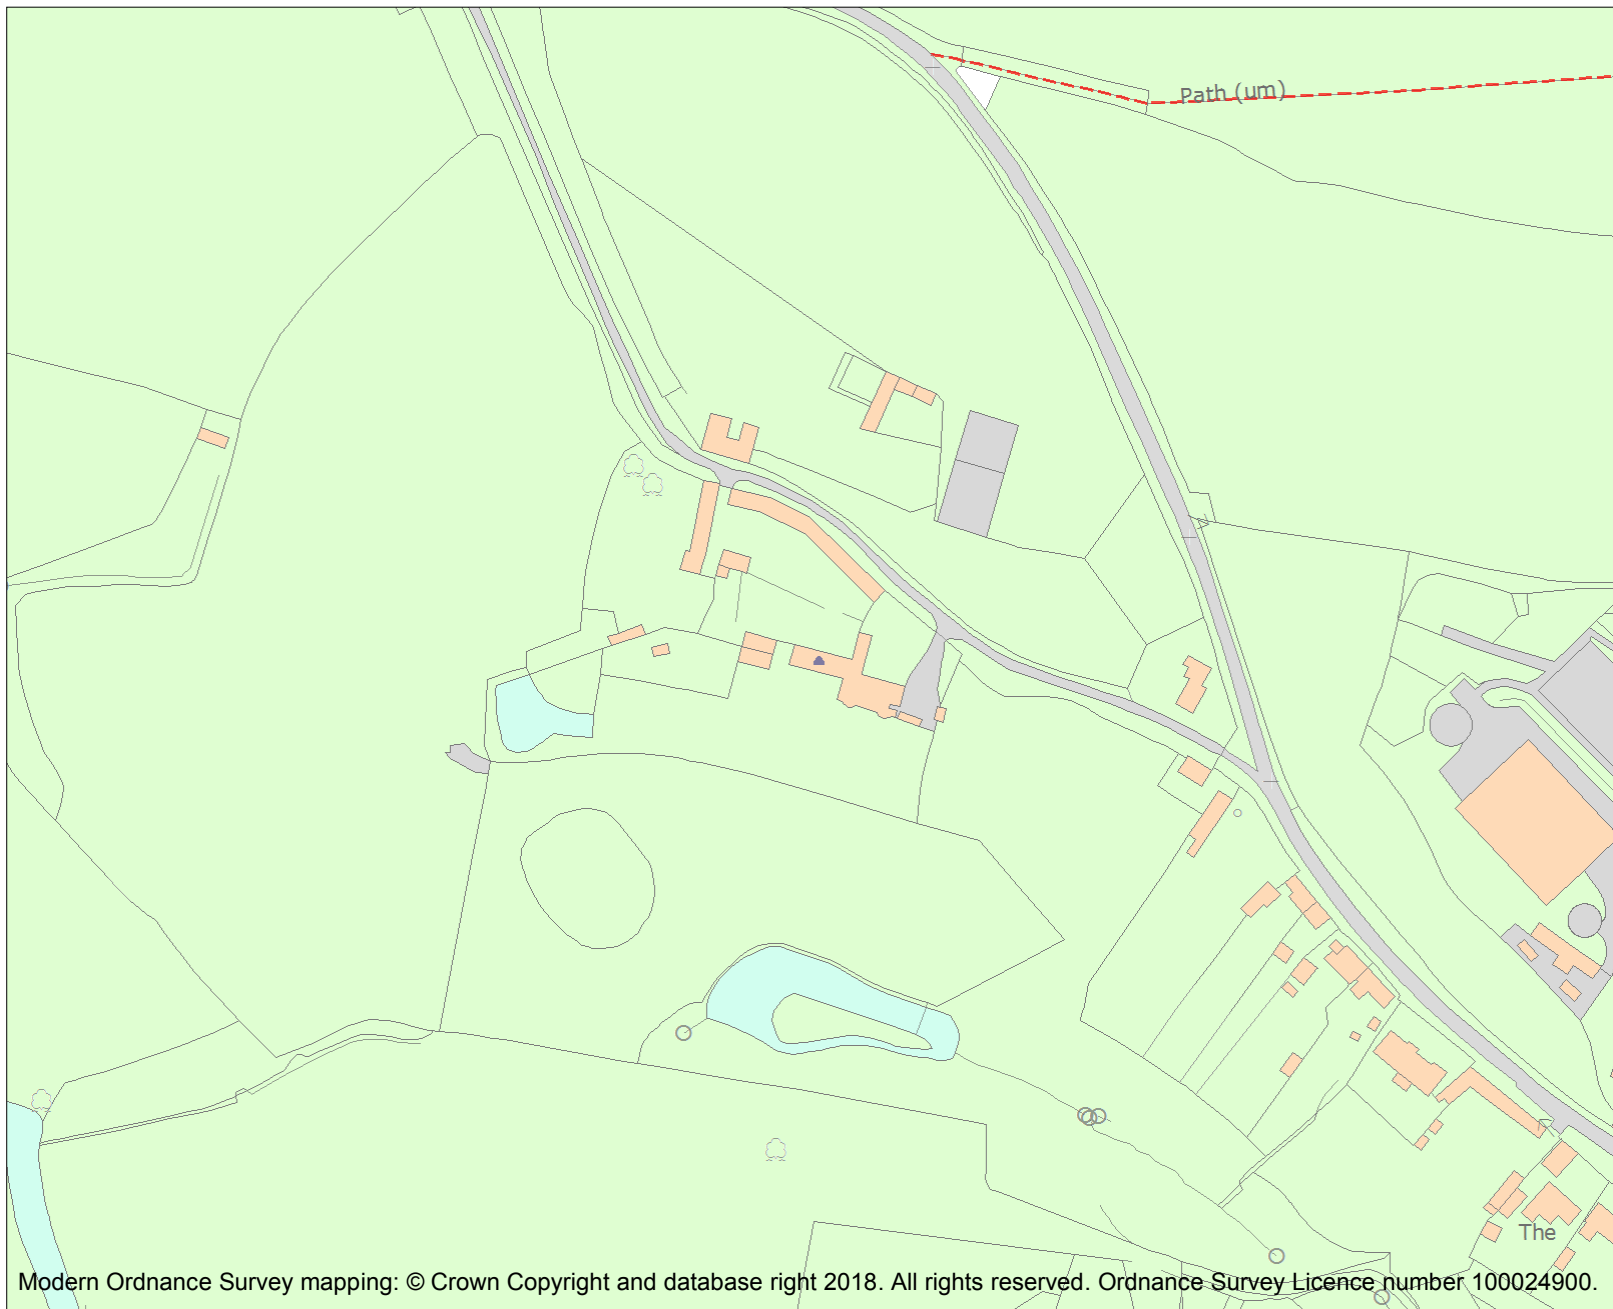 Path (um)
The
Modern Ordnance Survey mapping: © Crown Copyright and database right 2018. All rights reserved. Ordnance Survey Licence number 100024900.